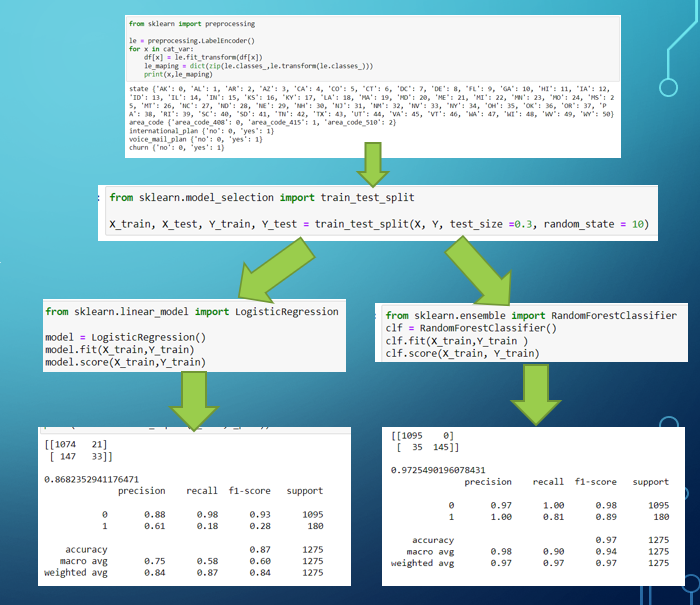 from sklearn import preprocessing
le = preprocessing.LabelEncoder()
for x in cat_var:
df[x] = le.fit_transform(df[x])
le_maping = dict(zip(le.classes_,le.transform(le.classes_)))
print(x,le_maping)
state {'AK': 0, 'AL': 1, 'AR': 2, 'AZ': 3, 'CA': 4, 'CO': 5, 'CT': 6, 'DC': 7, 'DE': 8, 'FL': 9, 'GA': 10, 'HI': 11, 'IA': 12,
'ID': 13, 'IL': 14, 'IN': 15, 'KS': 16, 'KY': 17, 'LA': 18, 'MA': 19, 'MD': 20, 'ME': 21, 'MI': 22, 'MN': 23, 'MO': 24, 'MS': 2
5, 'MT': 26, 'NC': 27, 'ND': 28, 'NE': 29, 'NH': 30, 'NJ': 31, 'NM': 32, 'NV': 33, 'NY': 34, 'OH': 35, 'OK': 36, 'OR': 37, 'P
A': 38, 'RI': 39, 'SC': 40, 'SD': 41, 'TN': 42, 'TX': 43, 'UT': 44, 'VA': 45, 'VT': 46, 'WA': 47, 'WI': 48, 'WV': 49, 'WY': 50}
area_code {'area_code_408': 0, 'area_code_415': 1, 'area_code_510': 2}
international_plan {'no': 0, 'yes': 1}
voice_mail_plan {'no': 0, 'yes': 1}
churn {'no': 0, 'yes': 1}
from sklearn.model_selection import train_test_split
X_train, X_test, Y_train, Y_test = train_test_split(X, Y, test_size =0.3, random_state = 10)
from sklearn.linear_model import LogisticRegression
model = LogisticRegression()
model.fit(X_train,Y_train)
model.score(X_train,Y_train)
from sklearn.ensemble import RandomForestClassifier
clf = RandomForestClassifier()
clf.fit(X_train,Y_train )
clf.score(X_train, Y_train)
[[1074 21]
[ 147 33]]
0.8682352941176471
precision recall f1-score support
0 0.88 0.98 0.93 1095
1 0.61 0.18 0.28 180
accuracy 0.87 1275
macro avg 0.75 0.58 0.60 1275
weighted avg 0.84 0.87 0.84 1275
[[1095 0]
[ 35 145]]
0.9725490196078431
precision recall f1-score support
0 0.97 1.00 0.98 1095
1 1.00 0.81 0.89 180
accuracy 0.97 1275
macro avg 0.98 0.90 0.94 1275
weighted avg 0.97 0.97 0.97 1275